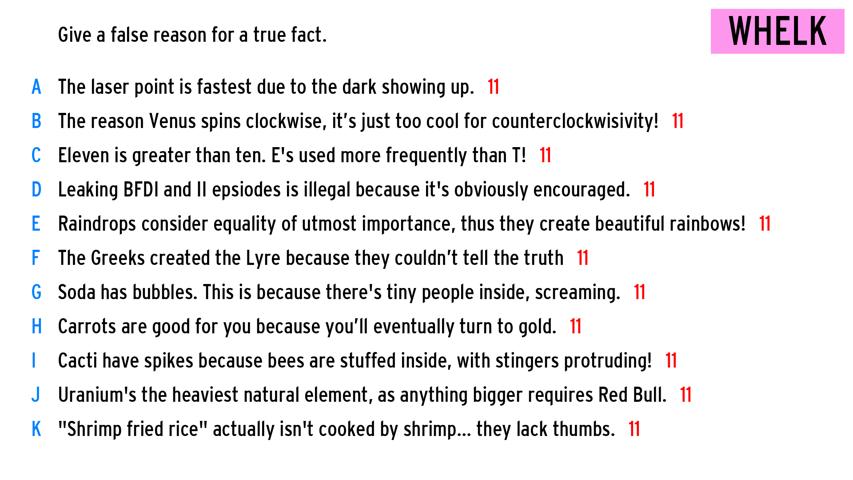 Give a false reason for a true fact.
WHELK
A The laser point is fastest due to the dark showing up. 11
B The reason Venus spins clockwise, it's just too cool for counterclockwisivity! 11
C Eleven is greater than ten. E's used more frequently than T! 11
D Leaking BFDI and II epsiodes is illegal because it's obviously encouraged. 11
E Raindrops consider equality of utmost importance, thus they create beautiful rainbows! 11
F The Greeks created the Lyre because they couldn't tell the truth 11
G Soda has bubbles. This is because there's tiny people inside, screaming. 11
H Carrots are good for you because you'll eventually turn to gold. 11
I Cacti have spikes because bees are stuffed inside, with stingers protruding! 11
J Uranium's the heaviest natural element, as anything bigger requires Red Bull. 11
K "Shrimp fried rice" actually isn't cooked by shrimp... they lack thumbs. 11